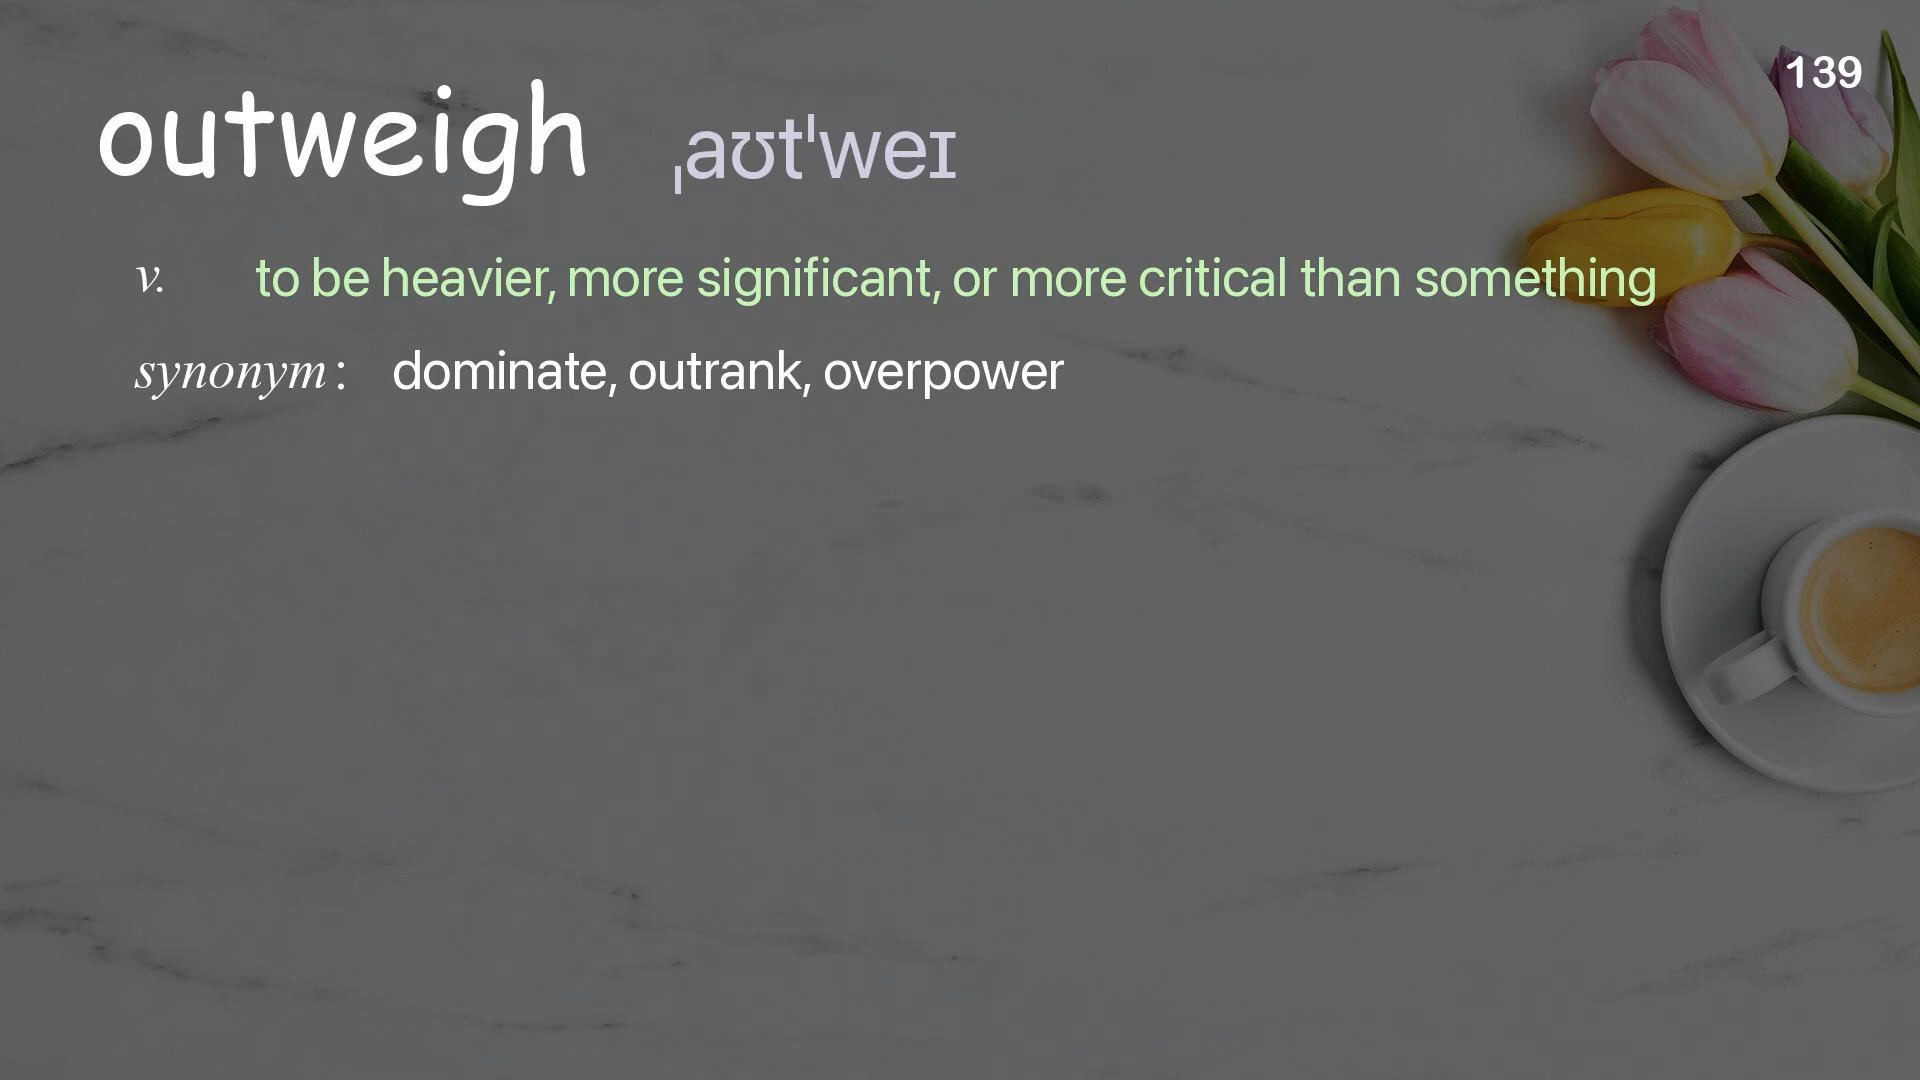 139
outweigh ˌaʊtˈweɪ
v. to be heavier, more significant, or more critical than something
synonym : dominate, outrank, overpower